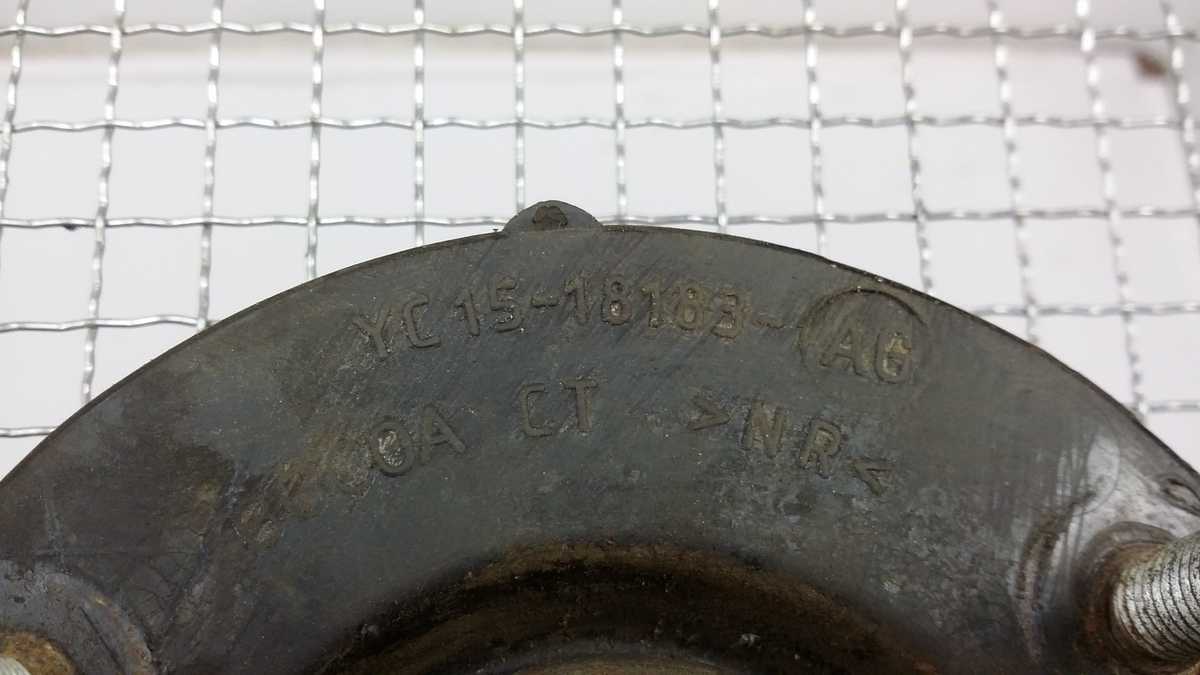 YC15-18183-AG
OA CT >NR<